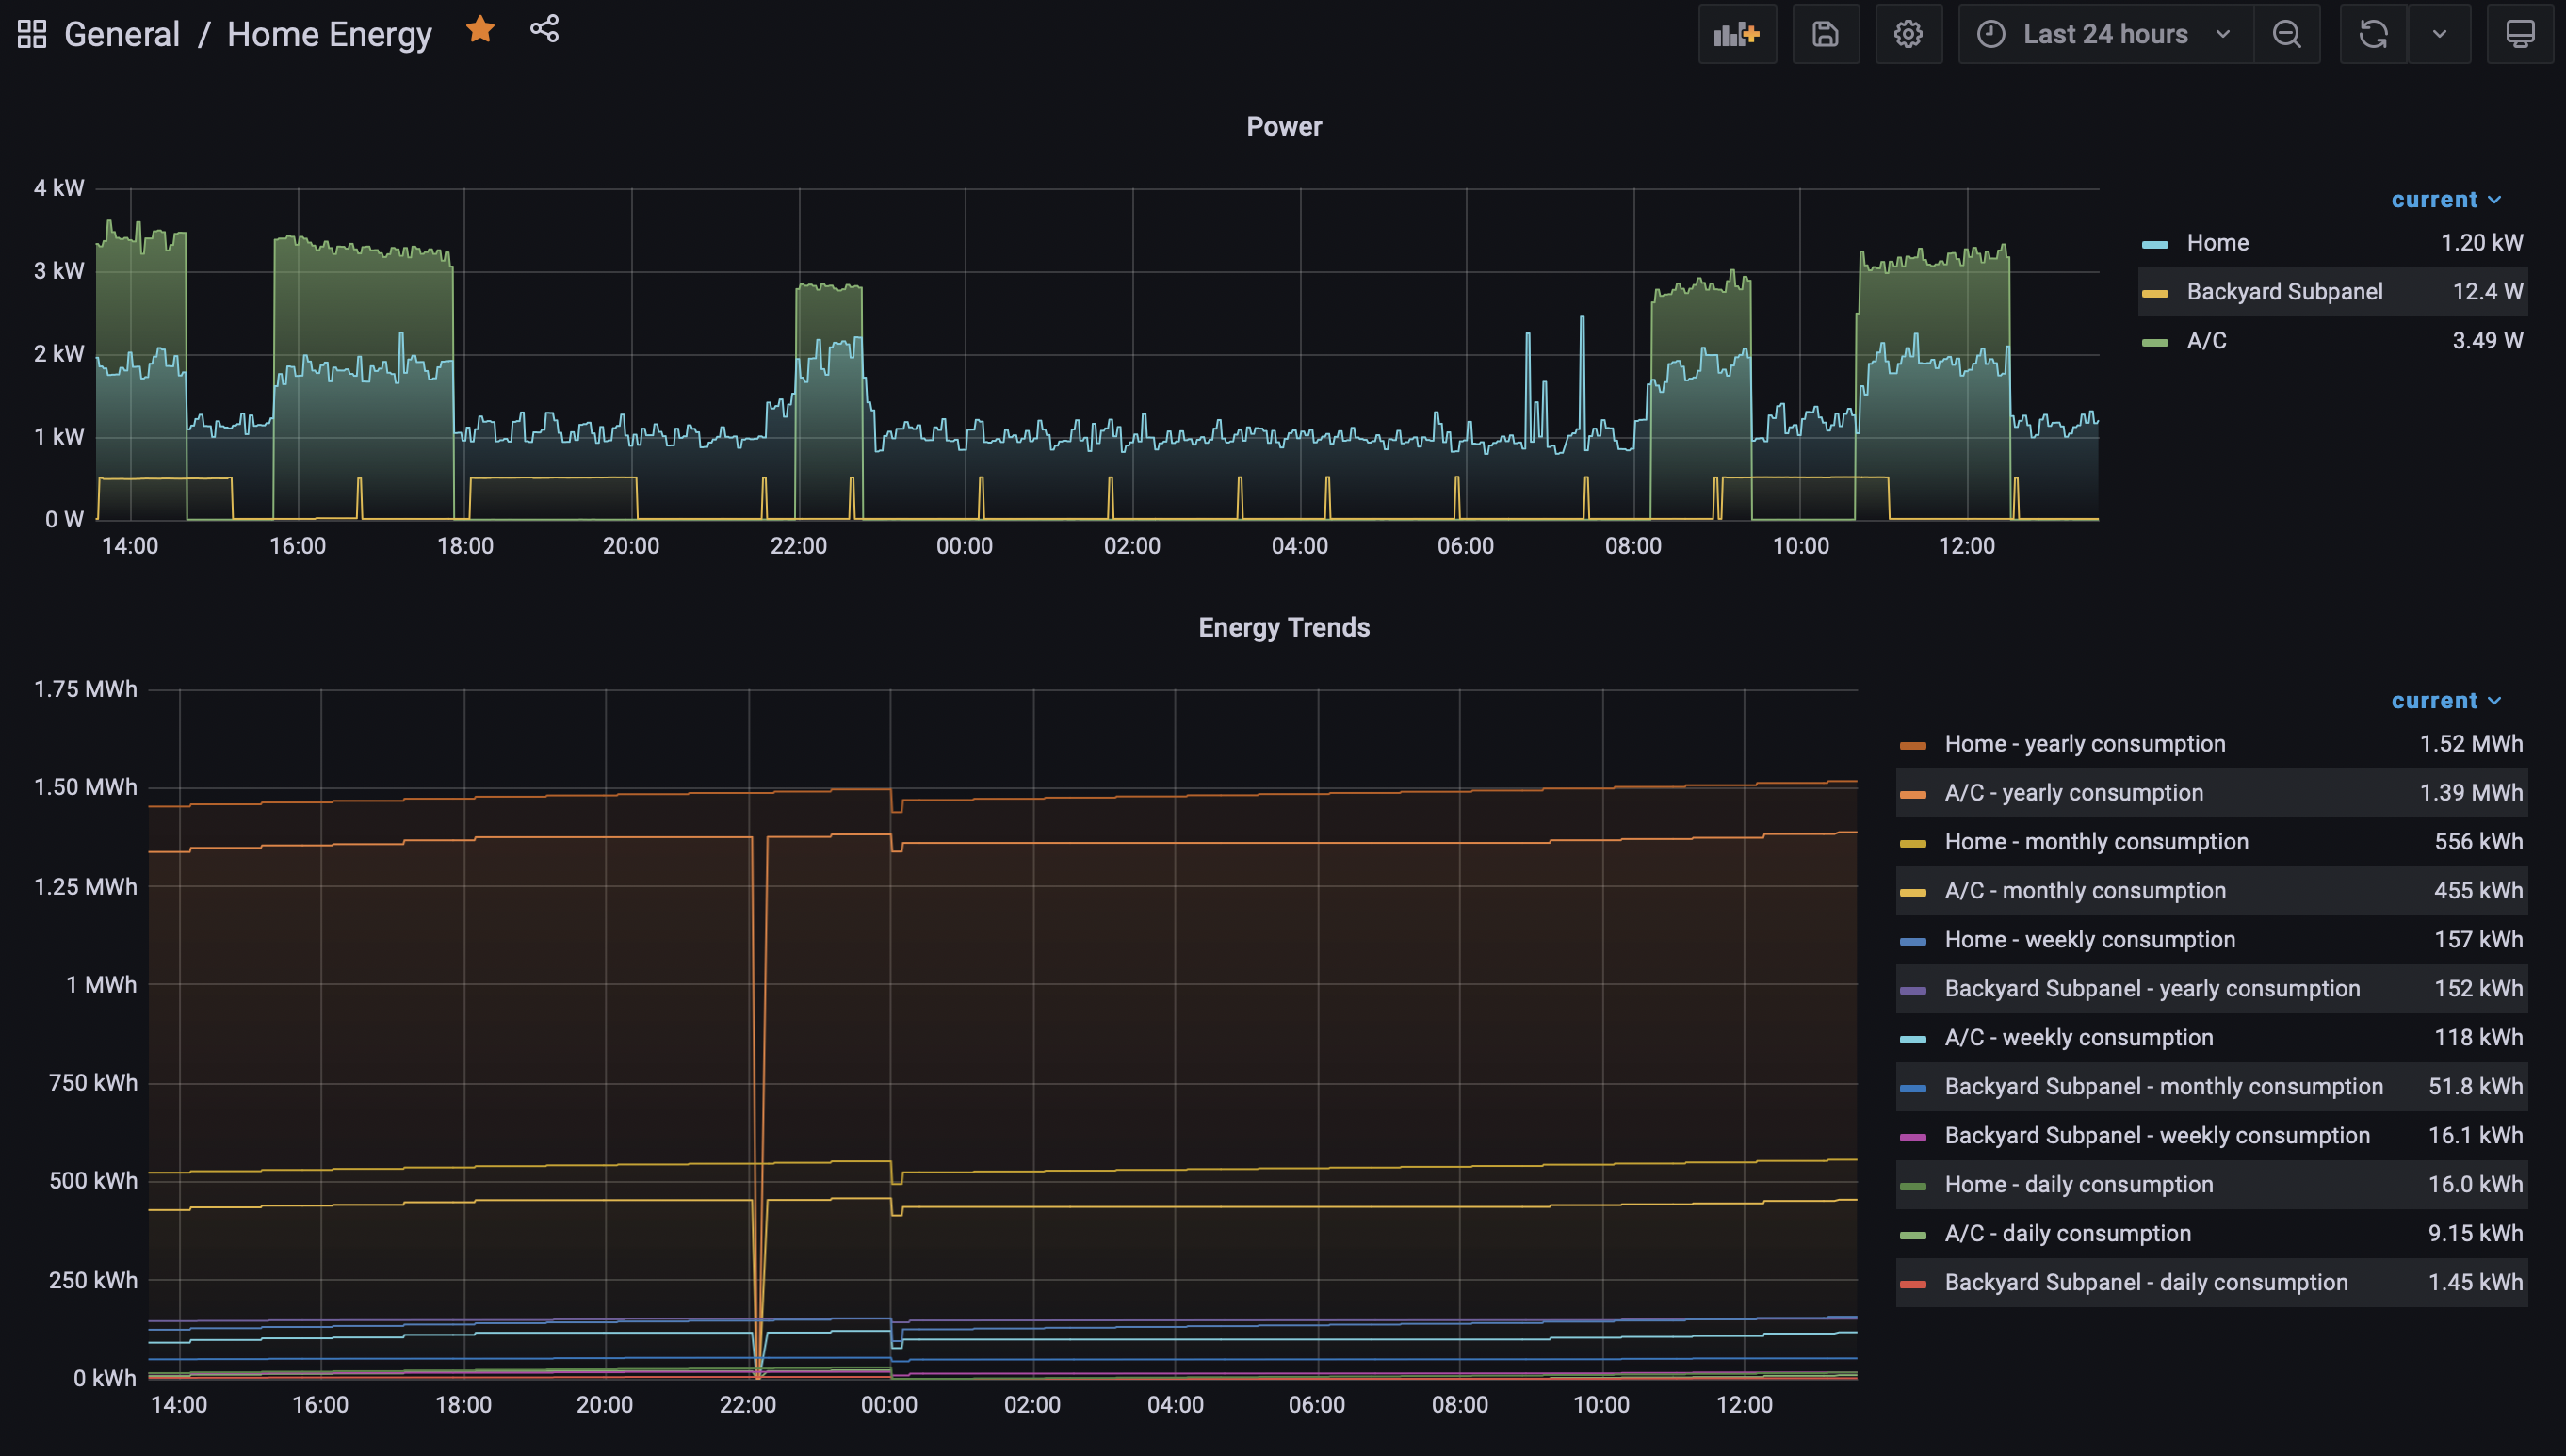 General / Home Energy
Last 24 hours
Power
4 kW
3 kW
2 kW
1 kW
0 W
14:00 16:00 18:00 20:00 22:00 00:00 02:00 04:00 06:00 08:00 10:00 12:00
current
Home 1.20 kW
Backyard Subpanel 12.4 W
A/C 3.49 W
Energy Trends
1.75 MWh
1.50 MWh
1.25 MWh
1 MWh
750 kWh
500 kWh
250 kWh
0 kWh
14:00 16:00 18:00 20:00 22:00 00:00 02:00 04:00 06:00 08:00 10:00 12:00
current
Home - yearly consumption 1.52 MWh
A/C - yearly consumption 1.39 MWh
Home - monthly consumption 556 kWh
A/C - monthly consumption 455 kWh
Home - weekly consumption 157 kWh
Backyard Subpanel - yearly consumption 152 kWh
A/C - weekly consumption 118 kWh
Backyard Subpanel - monthly consumption 51.8 kWh
Backyard Subpanel - weekly consumption 16.1 kWh
Home - daily consumption 16.0 kWh
A/C - daily consumption 9.15 kWh
Backyard Subpanel - daily consumption 1.45 kWh